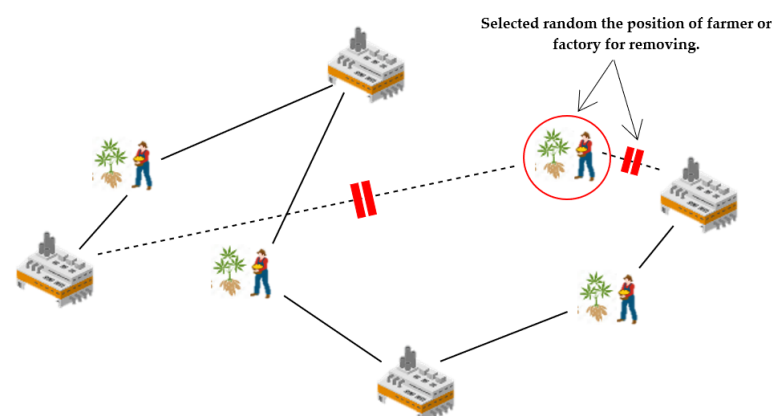 Selected random the position of farmer or
factory for removing.